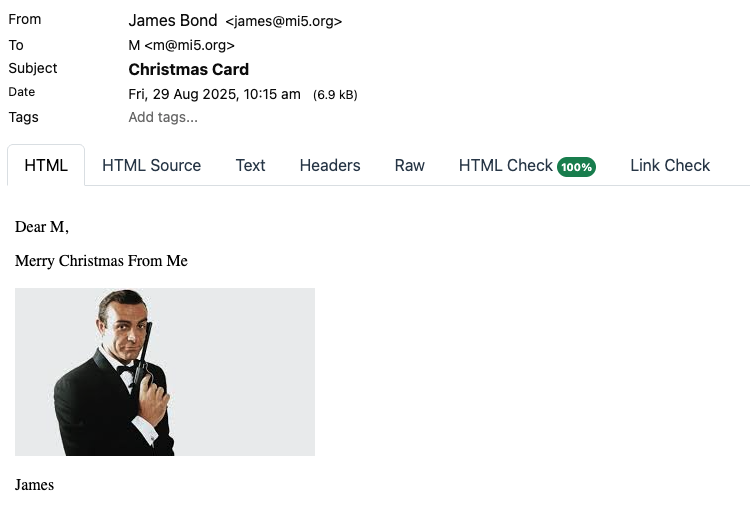 From James Bond <james@mi5.org>
To M <m@mi5.org>
Subject Christmas Card
Date Fri, 29 Aug 2025, 10:15 am (6.9 kB)
Tags Add tags...
HTML HTML Source Text Headers Raw HTML Check 100% Link Check
Dear M,
Merry Christmas From Me
James